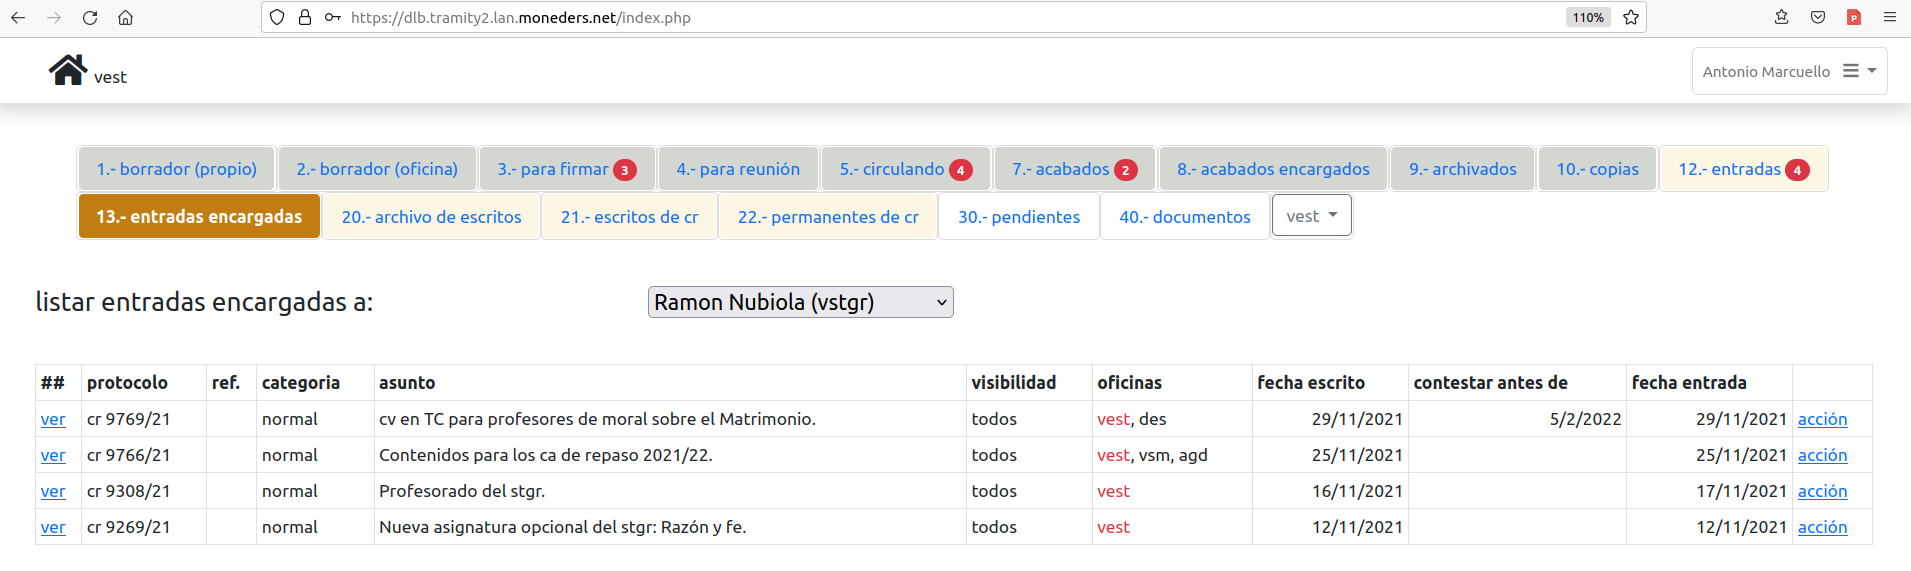 https://dlb.tramity2.lan.moneders.net/index.php 110%
vest Antonio Marcuello
1.- borrador (propio) 2.- borrador (oficina) 3.- para firmar 3 4.- para reunión 5.- circulando 4 7.- acabados 2 8.- acabados encargados 9.- archivados 10.- copias 12.- entradas 4
13.- entradas encargadas 20.- archivo de escritos 21.- escritos de cr 22.- permanentes de cr 30.- pendientes 40.- documentos vest
listar entradas encargadas a: Ramon Nubiola (vstgr)
## protocolo ref. categoria asunto visibilidad oficinas fecha escrito contestar antes de fecha entrada
ver cr 9769/21 normal cv en TC para profesores de moral sobre el Matrimonio. todos vest, des 29/11/2021 5/2/2022 29/11/2021 acción
ver cr 9766/21 normal Contenidos para los ca de repaso 2021/22. todos vest, vsm, agd 25/11/2021 25/11/2021 acción
ver cr 9308/21 normal Profesorado del stgr. todos vest 16/11/2021 17/11/2021 acción
ver cr 9269/21 normal Nueva asignatura opcional del stgr: Razón y fe. todos vest 12/11/2021 12/11/2021 acción